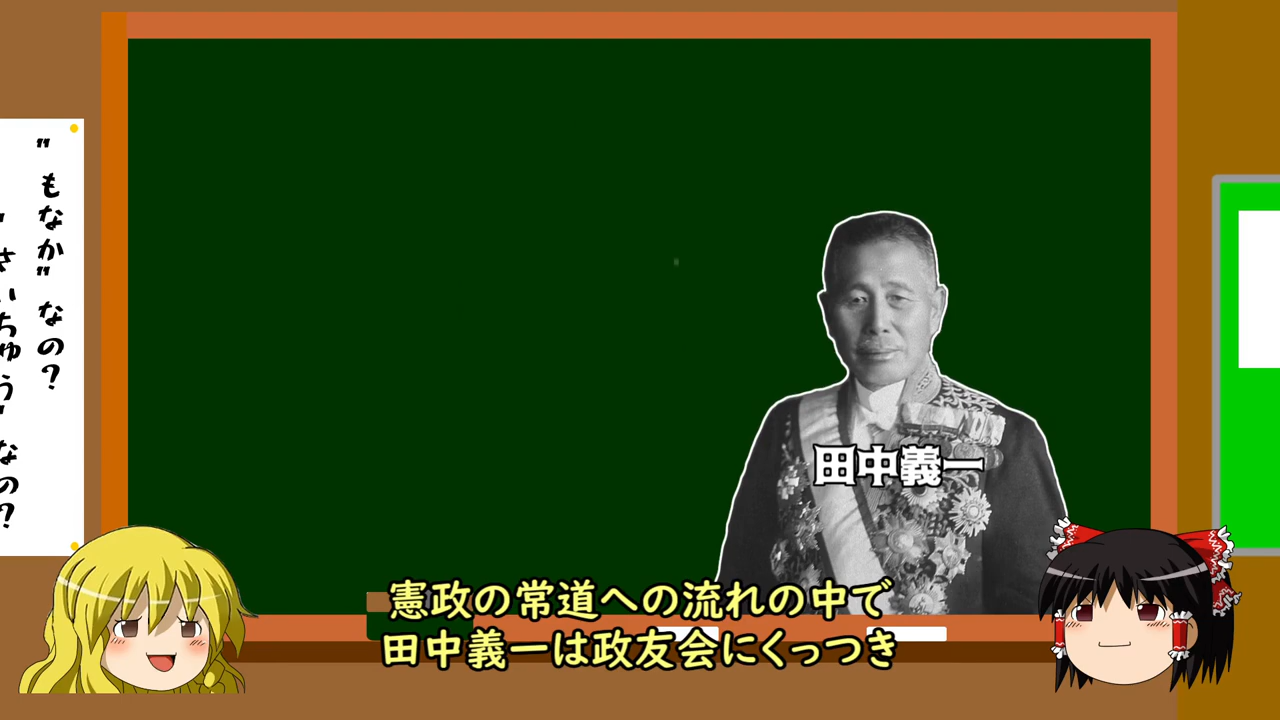 "もなか"なの?
"さいちゅう"なの?
田中義一
憲政の常道への流れの中で
田中義一は政友会にくっつき